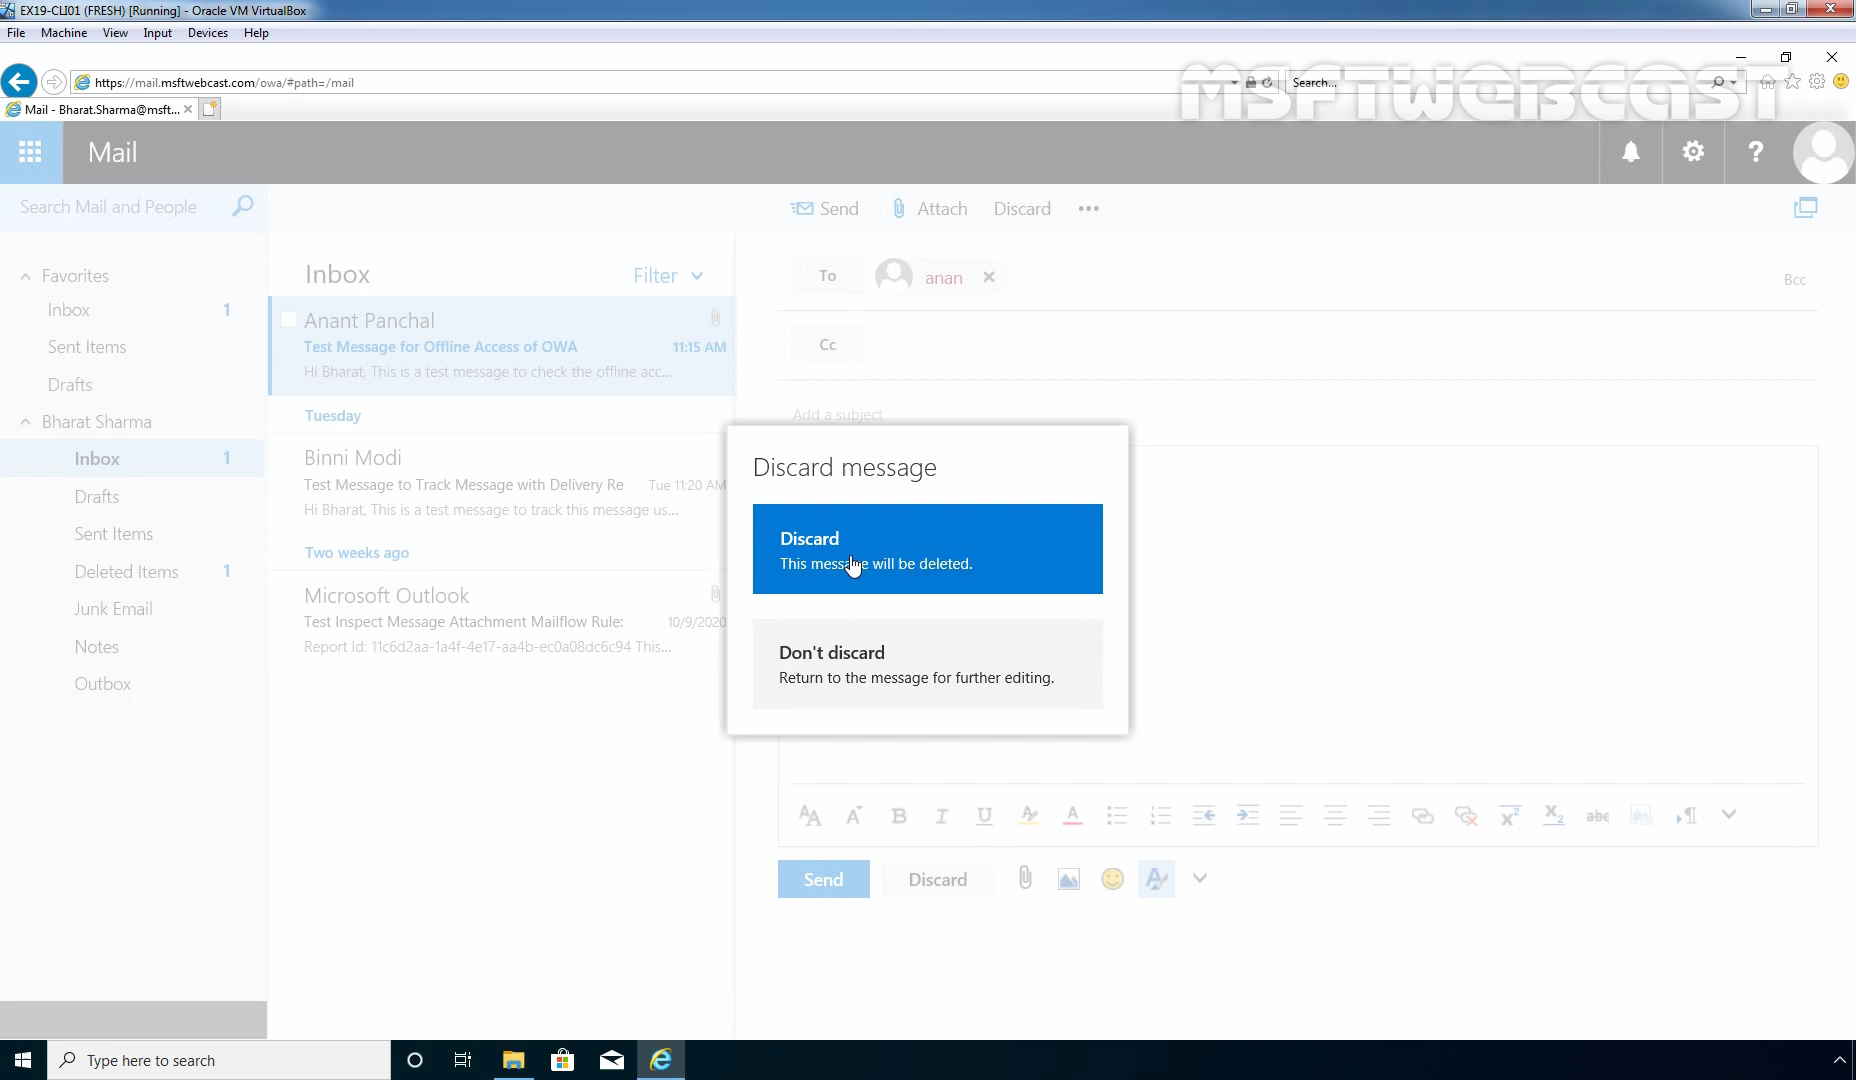 EX19-CLI01 (FRESH) [Running] - Oracle VM VirtualBox
File Machine View Input Devices Help
https://mail.msftwebcast.com/owa/#path=/mail
Search...
MSFTWEBCAST
Mail - Bharat.Sharma@msft...
Mail
?
Search Mail and People
Send Attach Discard •••
Favorites
Inbox 1
Sent Items
Drafts
Bharat Sharma
Inbox 1
Drafts
Sent Items
Deleted Items 1
Junk Email
Notes
Outbox
Inbox Filter
Anant Panchal
Test Message for Offline Access of OWA 11:15 AM
Hi Bharat, This is a test message to check the offline acc...
Tuesday
Binni Modi
Test Message to Track Message with Delivery Re Tue 11:20 AM
Hi Bharat, This is a test message to track this message us...
Two weeks ago
Microsoft Outlook
Test Inspect Message Attachment Mailflow Rule: 10/9/2020
Report Id: 11c6d2aa-1a4f-4e17-aa4b-ec0a08dc6c94 This...
To anan Bcc
Cc
Add a subject
Discard message
Discard
This message will be deleted.
Don't discard
Return to the message for further editing.
Send Discard
Type here to search